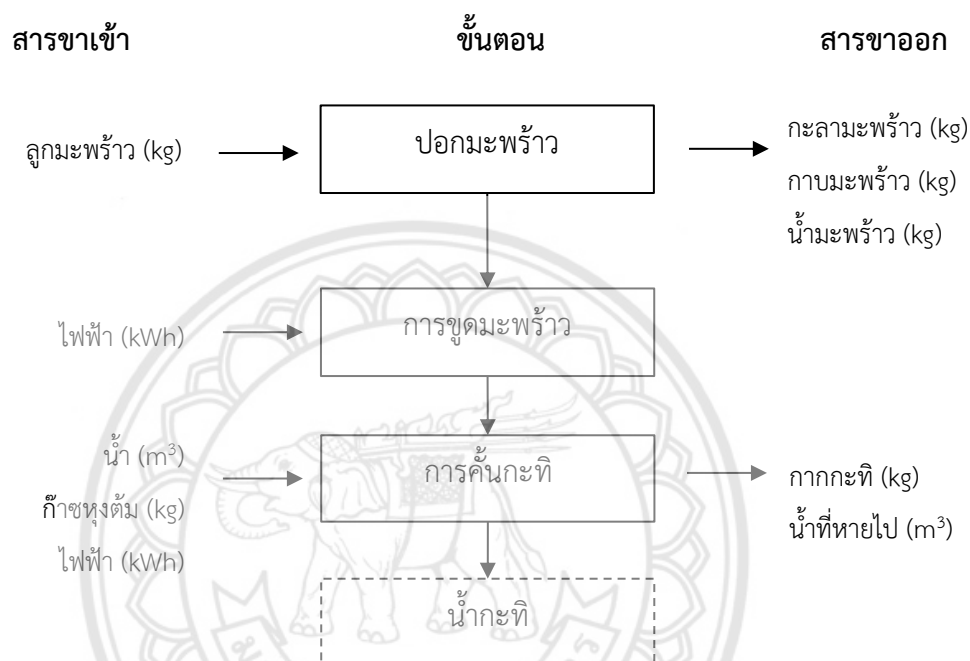 สารขาเข้า ขั้นตอน สารขาออก
ลูกมะพร้าว (kg)
ปอกมะพร้าว
กะลามะพร้าว (kg)
กาบมะพร้าว (kg)
น้ำมะพร้าว (kg)
ไฟฟ้า (kWh)
การขูดมะพร้าว
น้ำ (m³)
ก๊าซหุงต้ม (kg)
ไฟฟ้า (kWh)
การคั้นกะทิ
กากกะทิ (kg)
น้ำที่หายไป (m³)
น้ำกะทิ